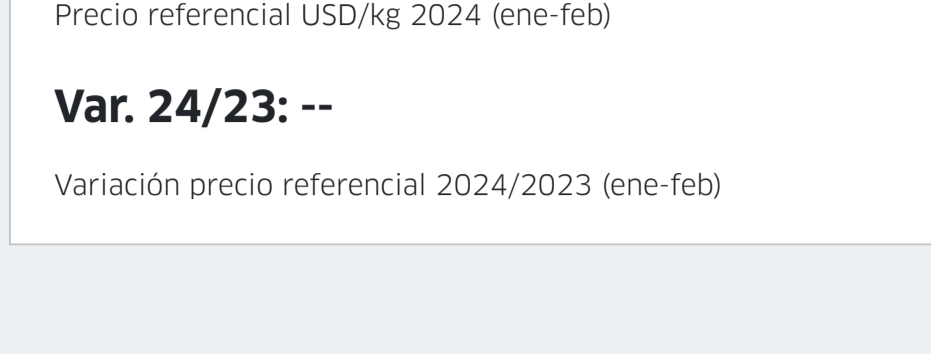 Precio referencial USD/kg 2024 (ene-feb)
Var. 24/23: --
Variación precio referencial 2024/2023 (ene-feb)